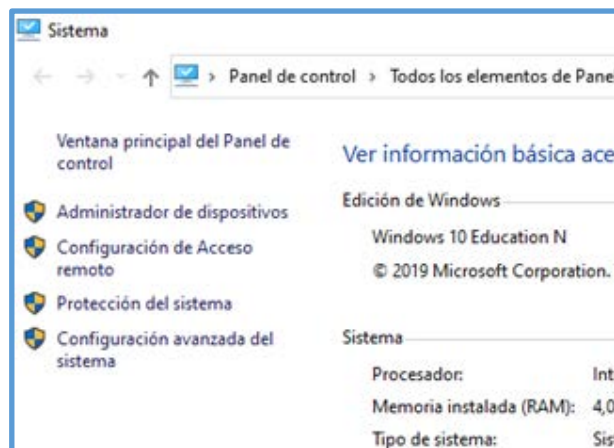 Sistema
Panel de control > Todos los elementos de Panel
Ventana principal del Panel de
control
Administrador de dispositivos
Configuración de Acceso
remoto
Protección del sistema
Configuración avanzada del
sistema
Ver información básica ace
Edición de Windows
Windows 10 Education N
© 2019 Microsoft Corporation.
Sistema
Procesador: Int
Memoria instalada (RAM): 4,0
Tipo de sistema: Sis